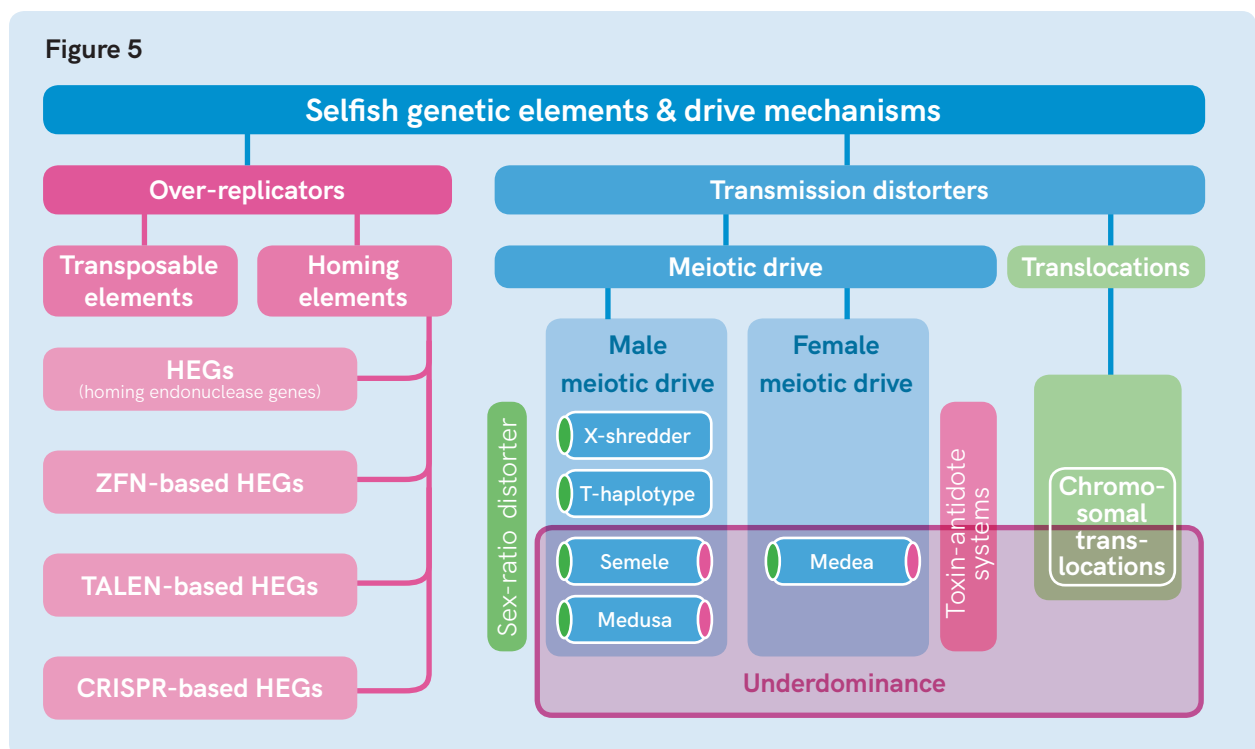 Figure 5
Selfish genetic elements & drive mechanisms
Over-replicators
Transmission distorters
Transposable
elements
Homing
elements
Meiotic drive
Translocations
HEGs
(homing endonuclease genes)
ZFN-based HEGs
TALEN-based HEGs
CRISPR-based HEGs
Sex-ratio distorter
Male
meiotic drive
X-shredder
T-haplotype
Semele
Medusa
Female
meiotic drive
Medea
Toxin-antidote
systems
Chromo-
somal
trans-
locations
Underdominance